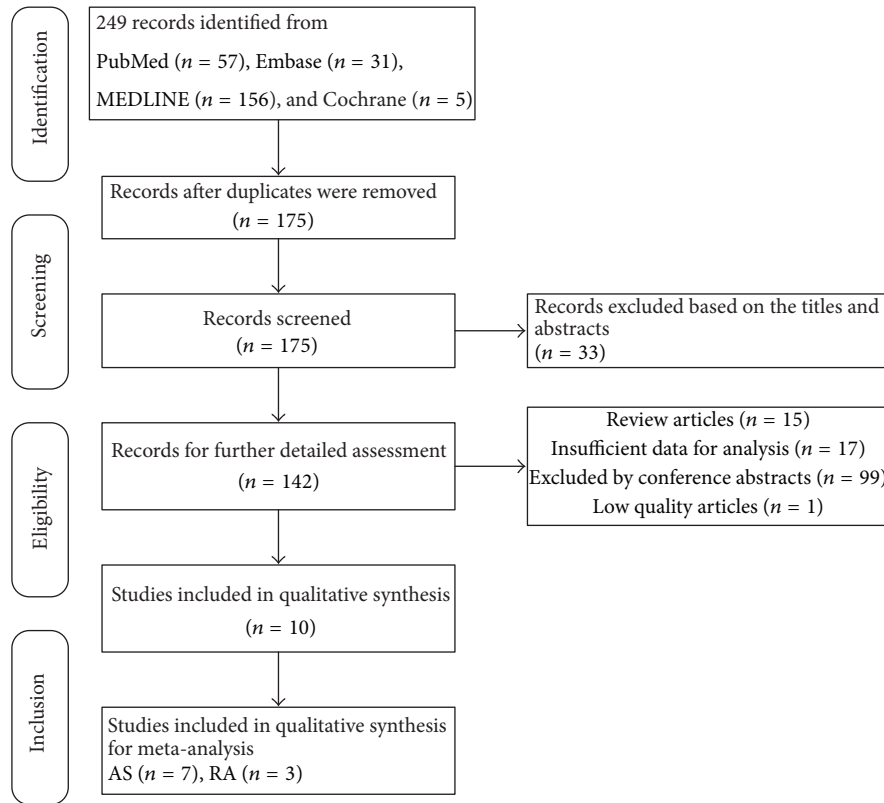 Identification
249 records identified from
PubMed (n = 57), Embase (n = 31),
MEDLINE (n = 156), and Cochrane (n = 5)
Records after duplicates were removed
(n = 175)
Screening
Records screened
(n = 175)
Records excluded based on the titles and
abstracts
(n = 33)
Eligibility
Records for further detailed assessment
(n = 142)
Review articles (n = 15)
Insufficient data for analysis (n = 17)
Excluded by conference abstracts (n = 99)
Low quality articles (n = 1)
Studies included in qualitative synthesis
(n = 10)
Inclusion
Studies included in qualitative synthesis
for meta-analysis
AS (n = 7), RA (n = 3)